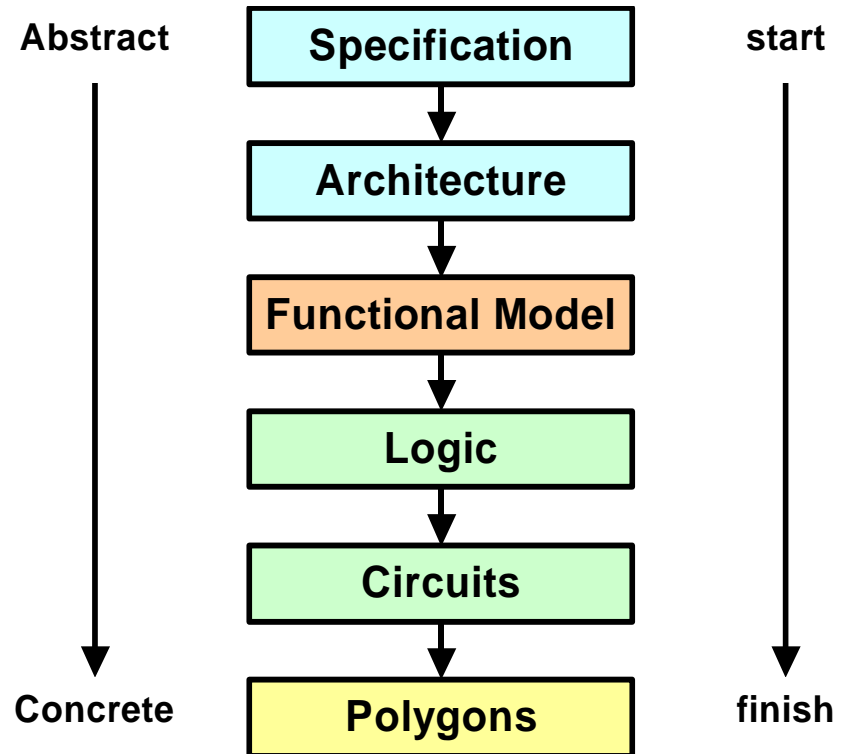 Abstract
Specification
start
Architecture
Functional Model
Logic
Circuits
Concrete
Polygons
finish